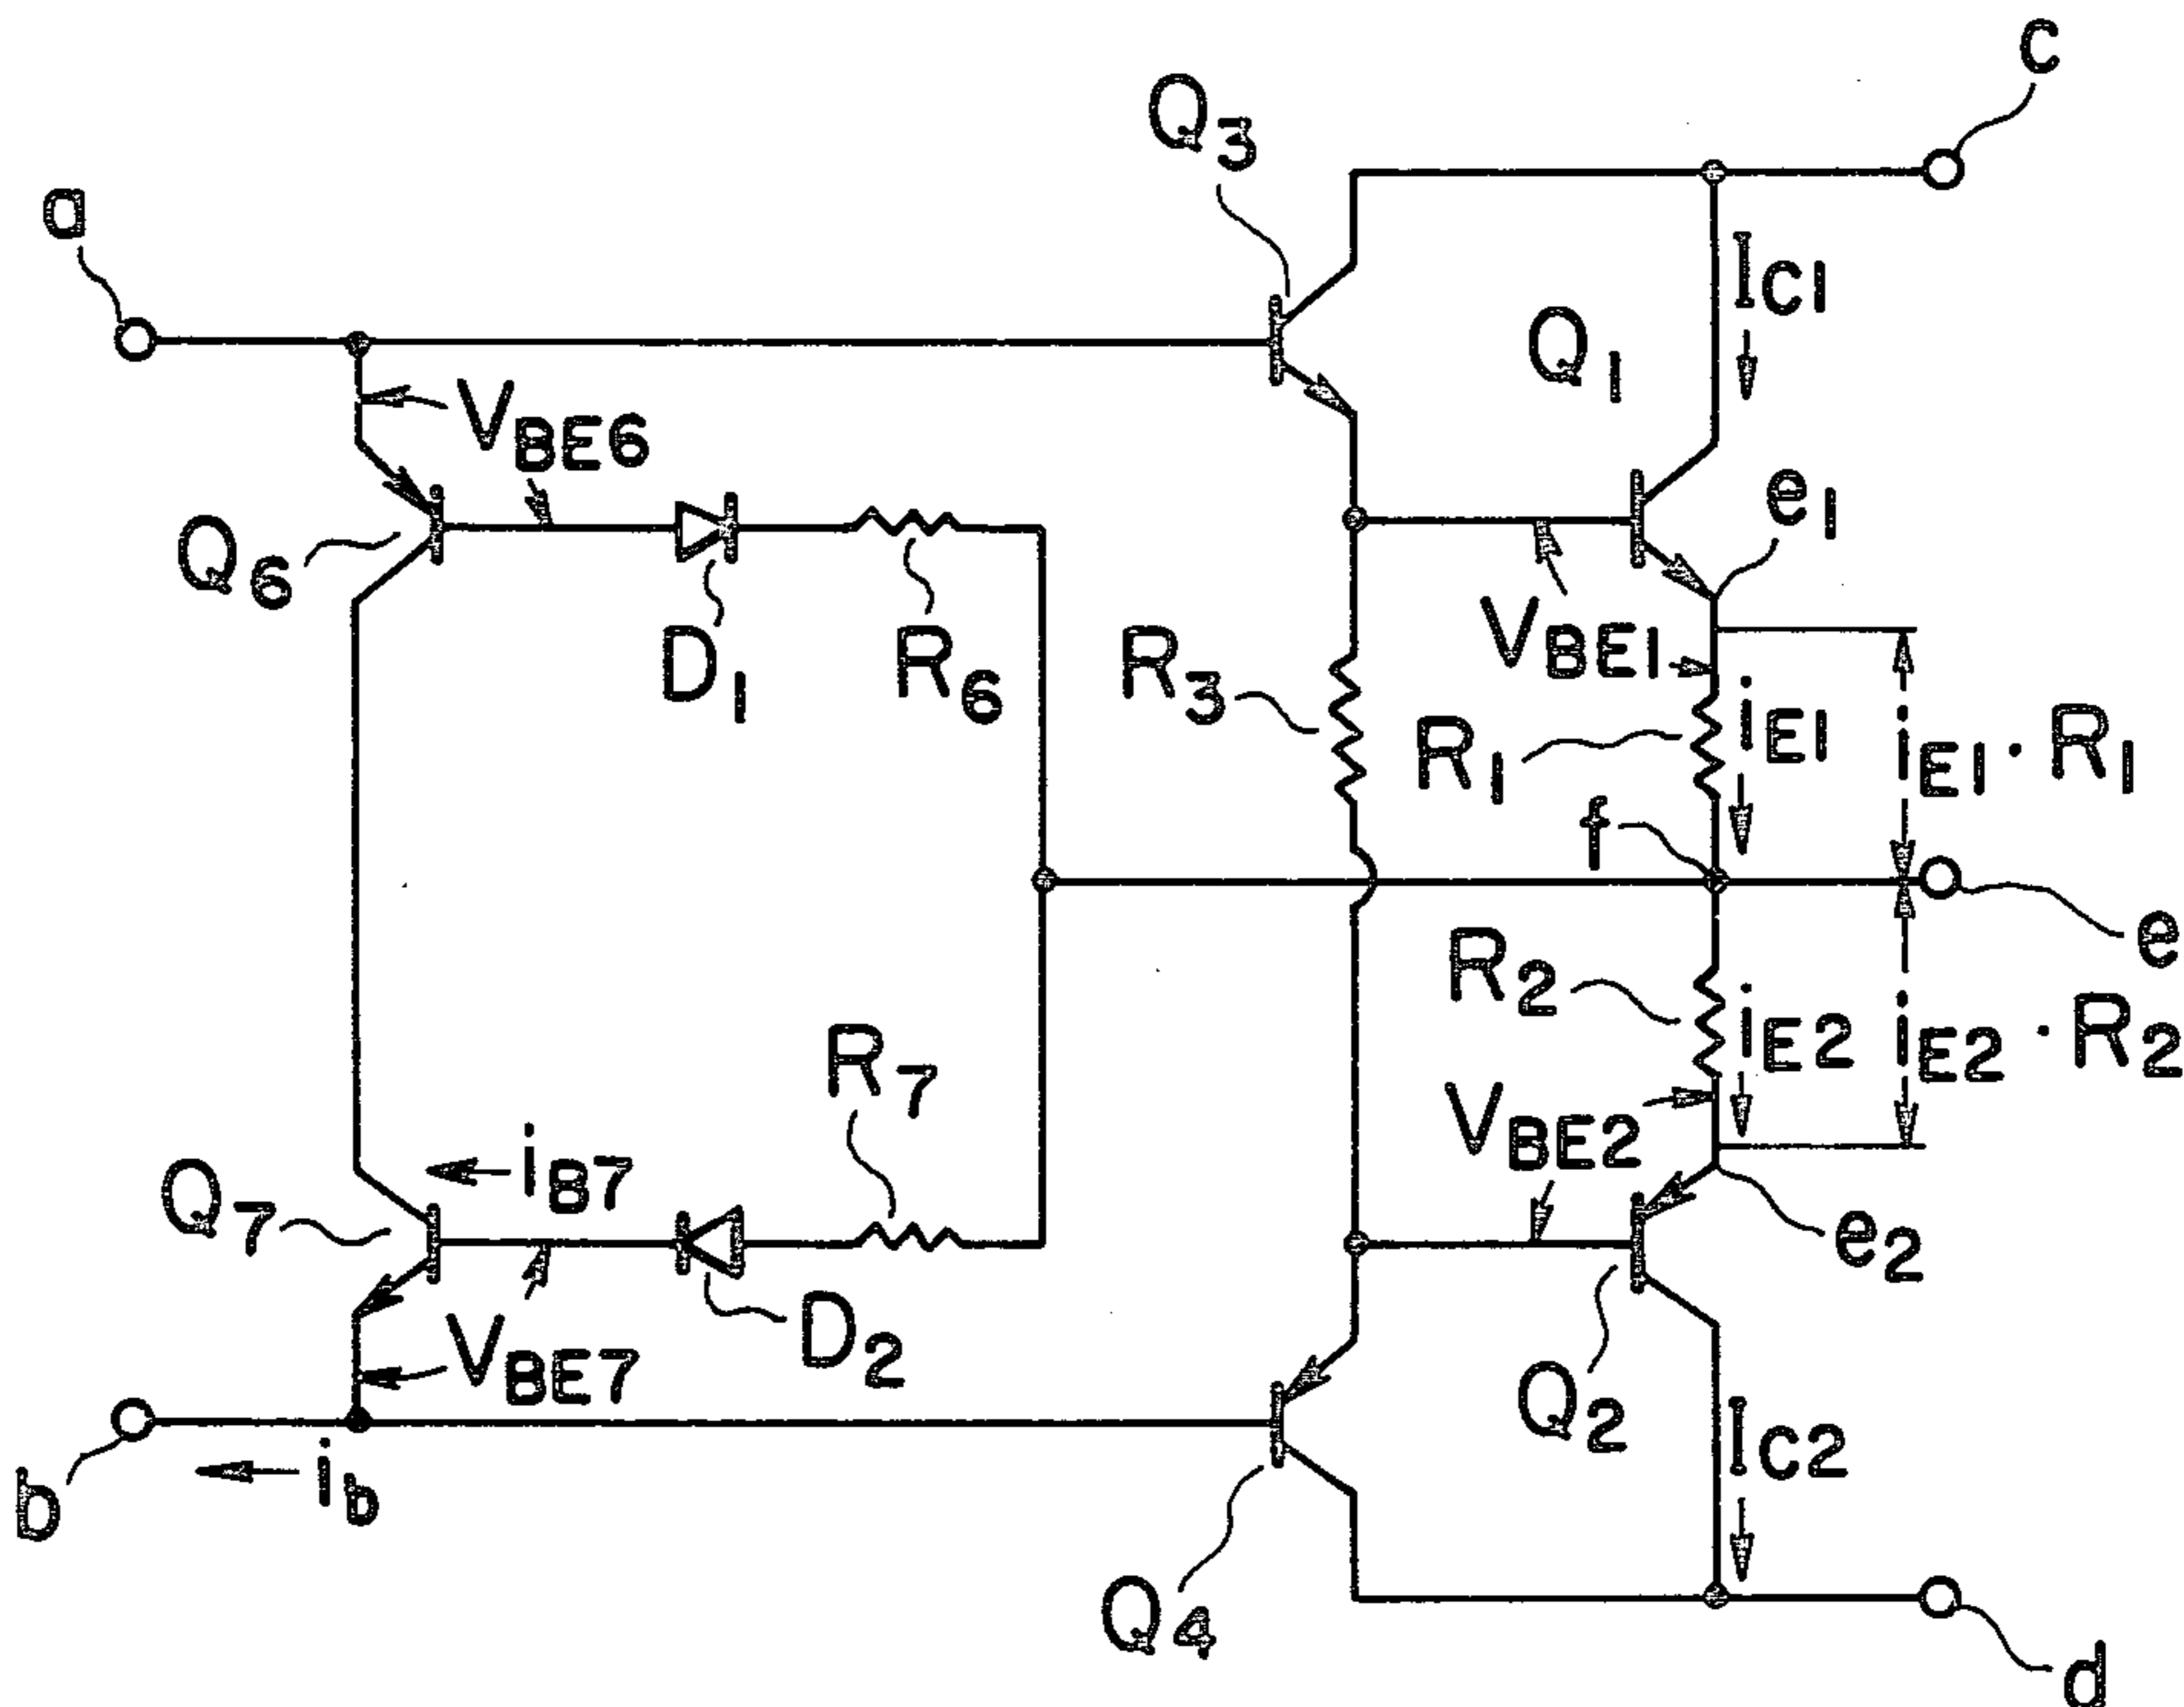 c
Q3
a
IC1
Q1
VBE6
e1
Q6
D1
R6
R3
VBE1
iE1
R1
iE1·R1
f
e
R2
iE2
iE2·R2
R7
VBE2
iB7
Q7
e2
D2
VBE7
Q2
IC2
b
ib
Q4
d